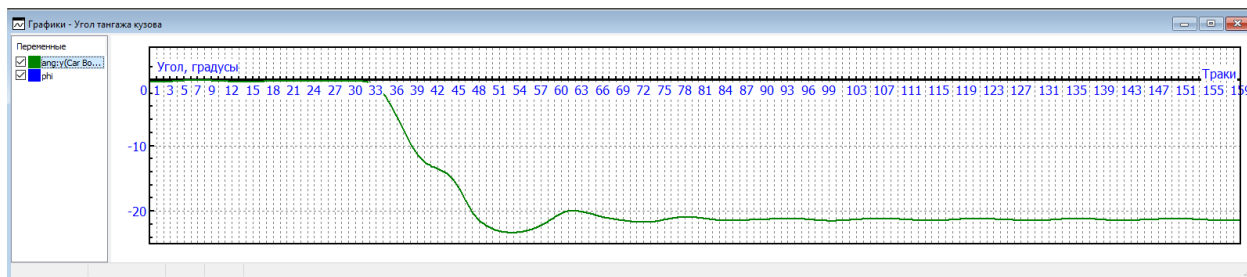 Графики - Угол тангажа кузова
Переменные
ang:y(Car Bo...
phi
Угол, градусы
Траки
0 1 3 5 7 9 12 15 18 21 24 27 30 33 36 39 42 45 48 51 54 57 60 63 66 69 72 75 78 81 84 87 90 93 96 99 103 107 111 115 119 123 127 131 135 139 143 147 151 155 159
-10
-20